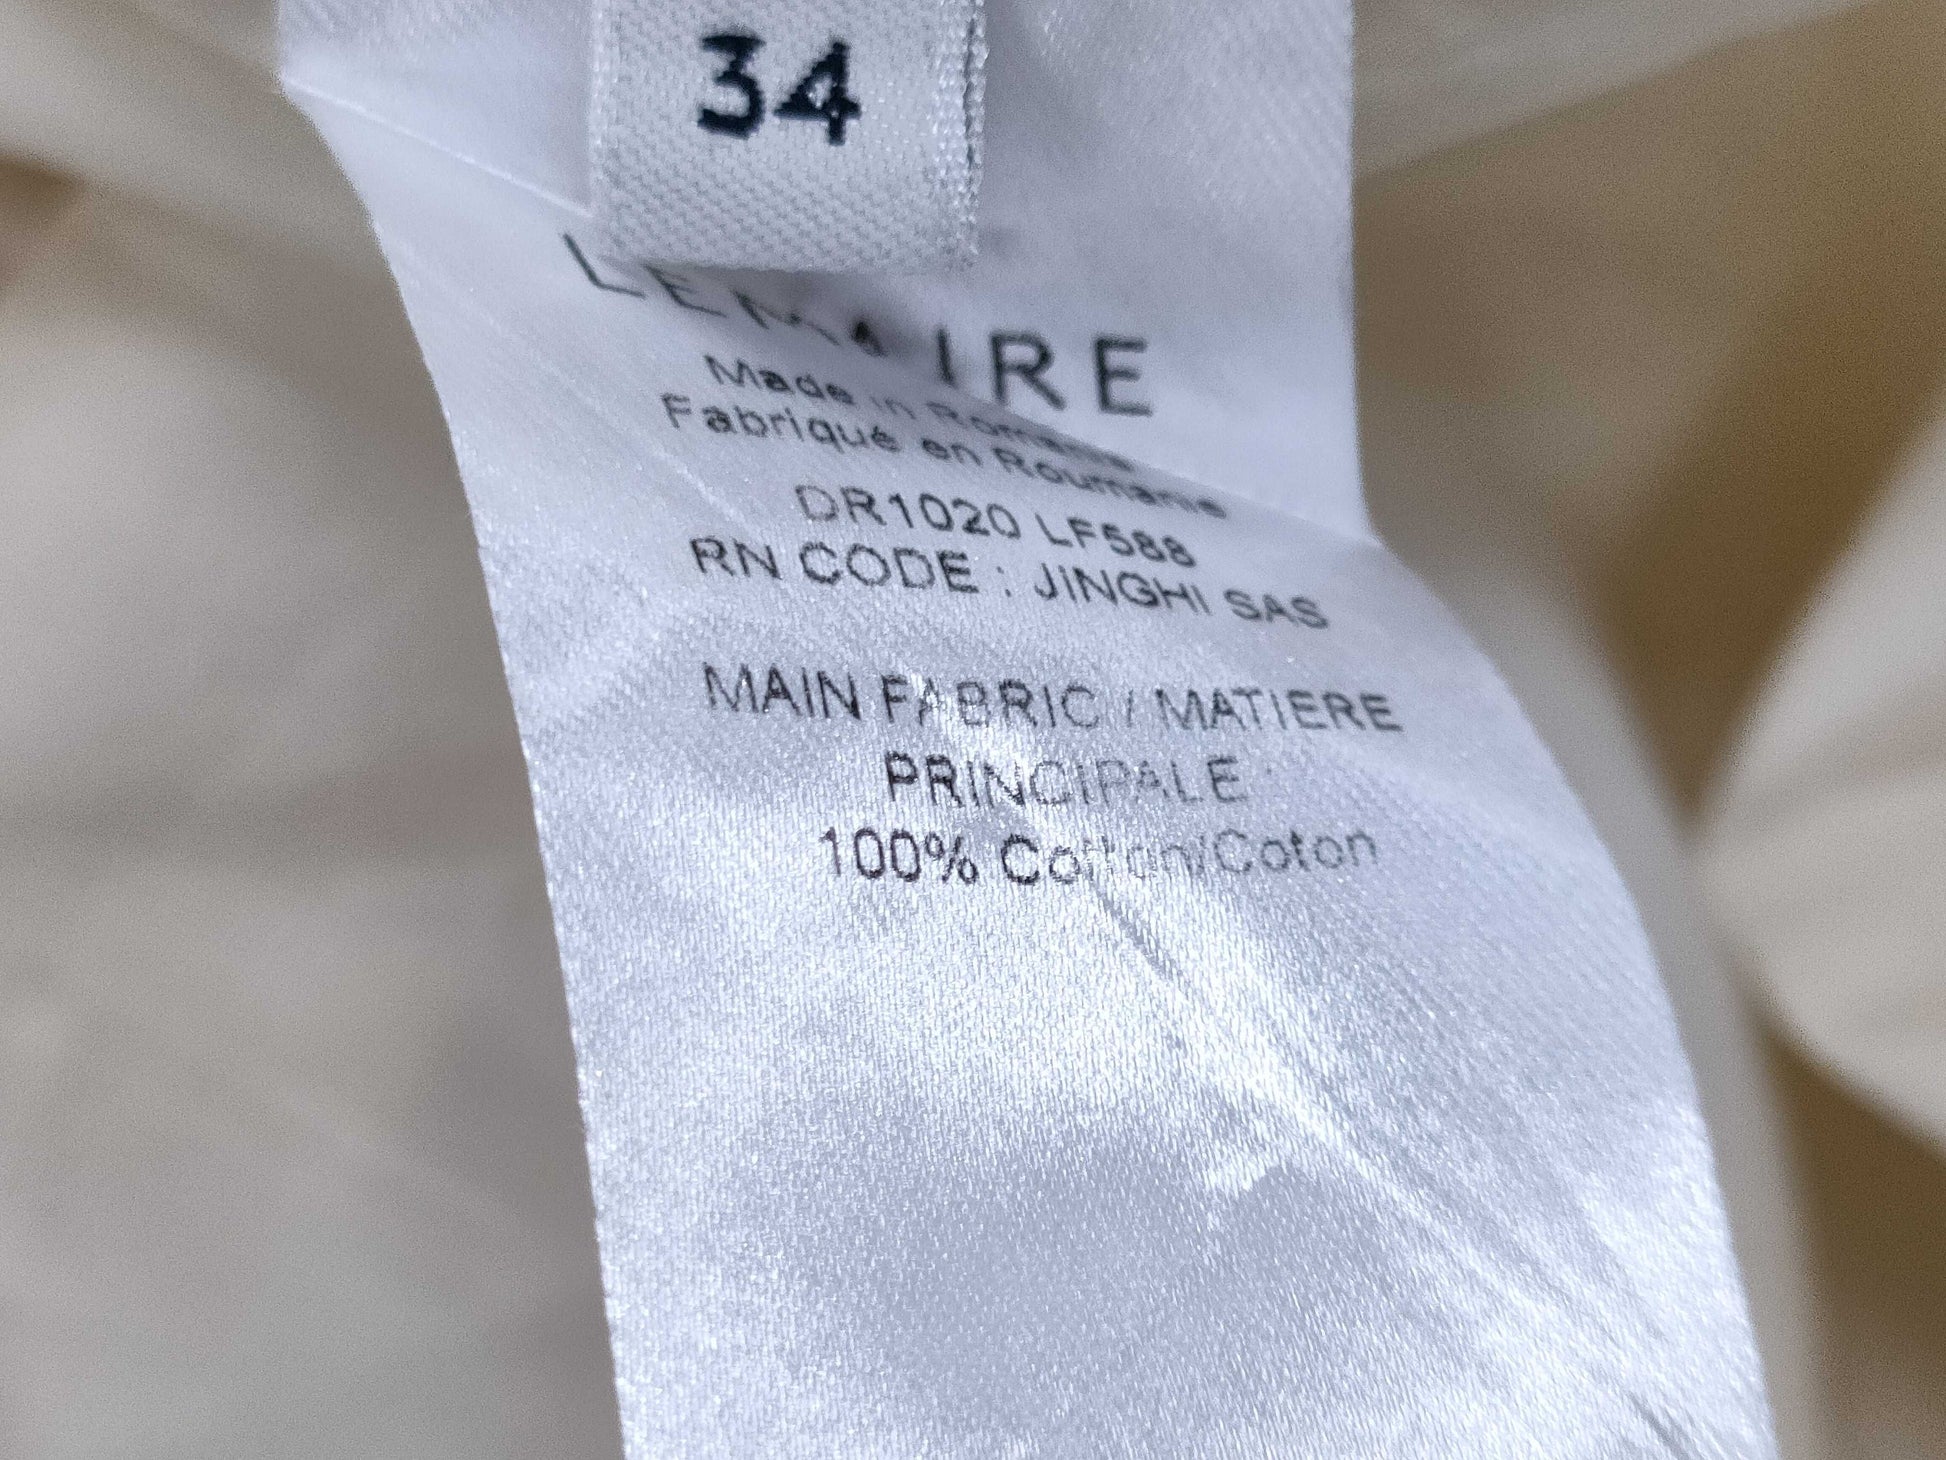 34
LEMAIRE
Made in Romania
Fabriqué en Roumanie
DR1020 LF588
RN CODE : JINGHI SAS
MAIN FABRIC / MATIERE
PRINCIPALE :
100% Cotton/Coton